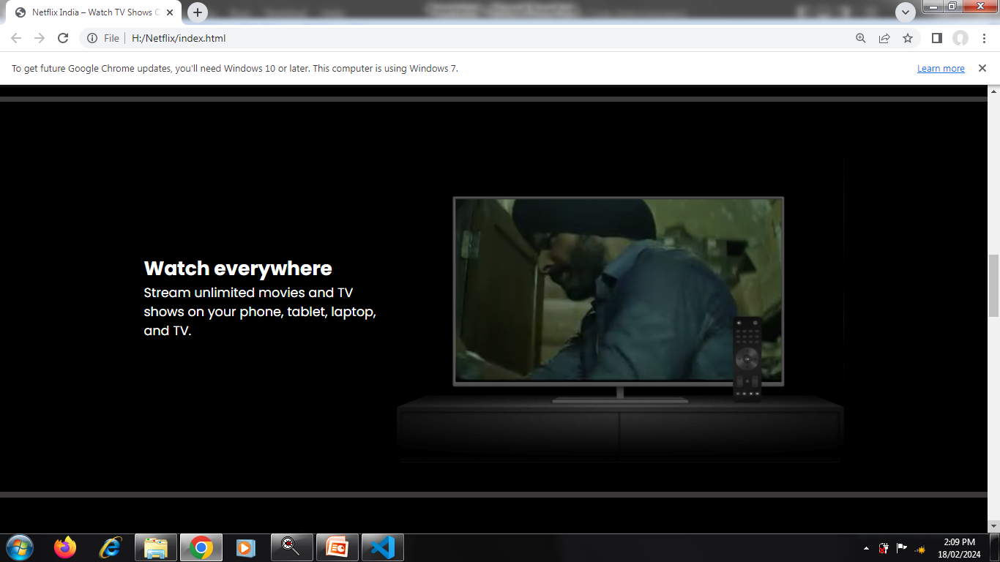 Netflix India – Watch TV Shows
File
H:/Netflix/index.html
To get future Google Chrome updates, you'll need Windows 10 or later. This computer is using Windows 7.
Learn more
Watch everywhere
Stream unlimited movies and TV
shows on your phone, tablet, laptop,
and TV.
2:09 PM
18/02/2024